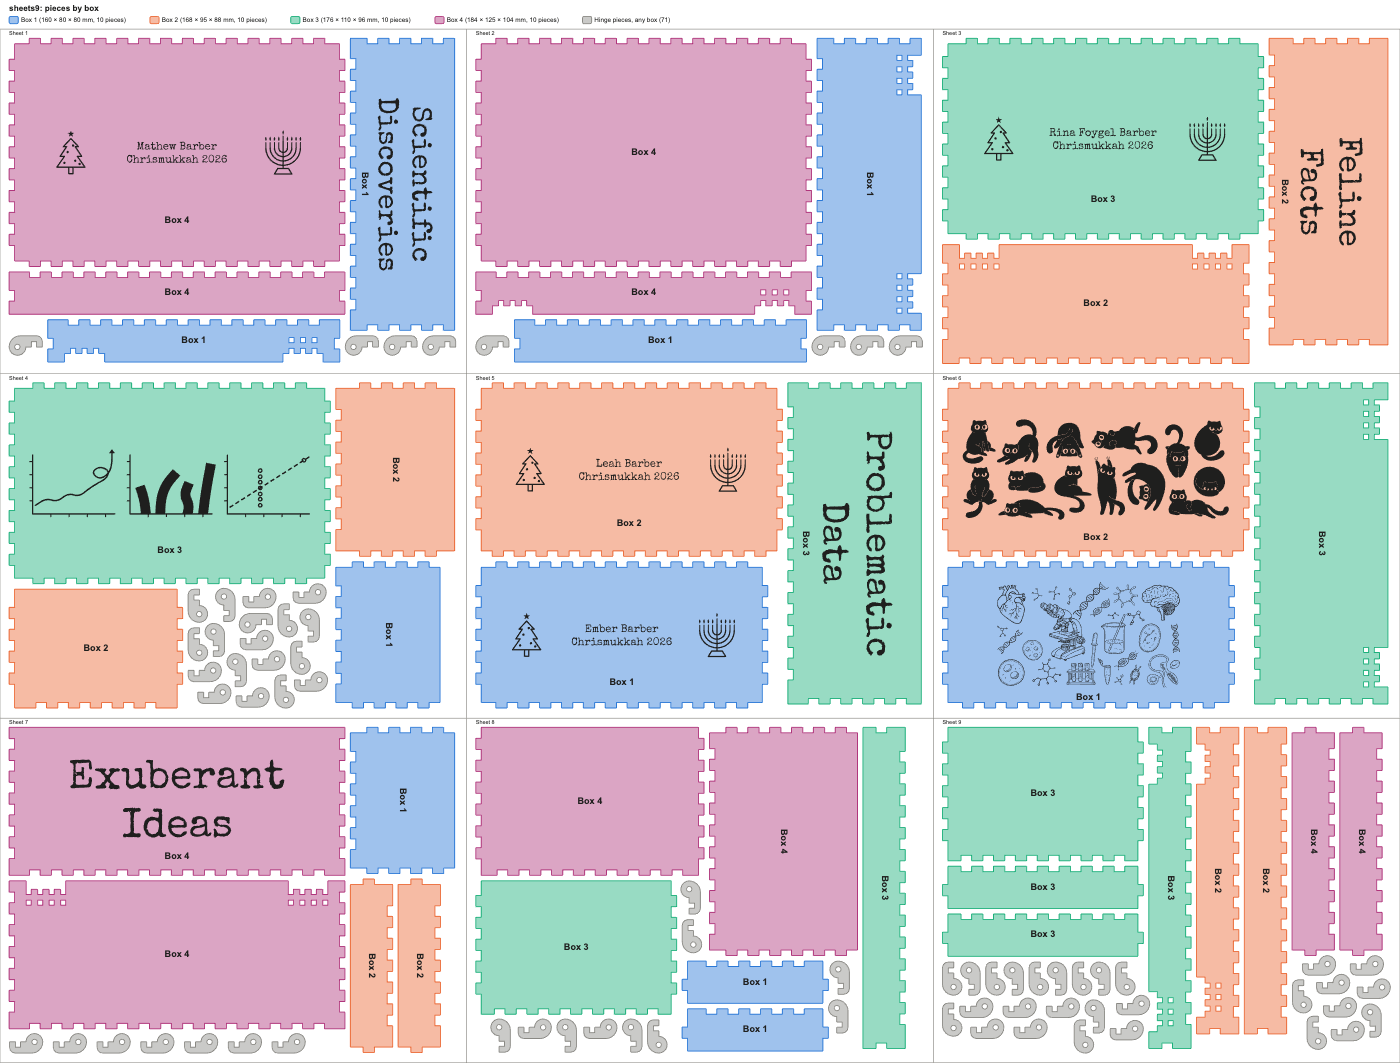 sheets9: pieces by box
Box 1 (160 × 80 × 80 mm, 10 pieces)
Box 2 (168 × 95 × 88 mm, 10 pieces)
Box 3 (176 × 110 × 96 mm, 10 pieces)
Box 4 (184 × 125 × 104 mm, 10 pieces)
Hinge pieces, any box (71)
Sheet 1
Mathew Barber
Chrismukkah 2026
Box 4
Box 4
Box 1
Scientific
Discoveries
Box 1
Sheet 2
Box 4
Box 4
Box 1
Box 1
Sheet 3
Rina Foygel Barber
Chrismukkah 2026
Box 3
Box 2
Feline
Facts
Box 2
Sheet 4
Box 3
Box 2
Box 2
Box 1
Sheet 5
Leah Barber
Chrismukkah 2026
Box 2
Ember Barber
Chrismukkah 2026
Box 1
Problematic
Data
Box 3
Sheet 6
Box 2
Box 1
Box 3
Sheet 7
Exuberant
Ideas
Box 4
Box 4
Box 1
Box 2
Box 2
Sheet 8
Box 4
Box 3
Box 4
Box 1
Box 1
Box 3
Sheet 9
Box 3
Box 3
Box 3
Box 3
Box 2
Box 2
Box 4
Box 4